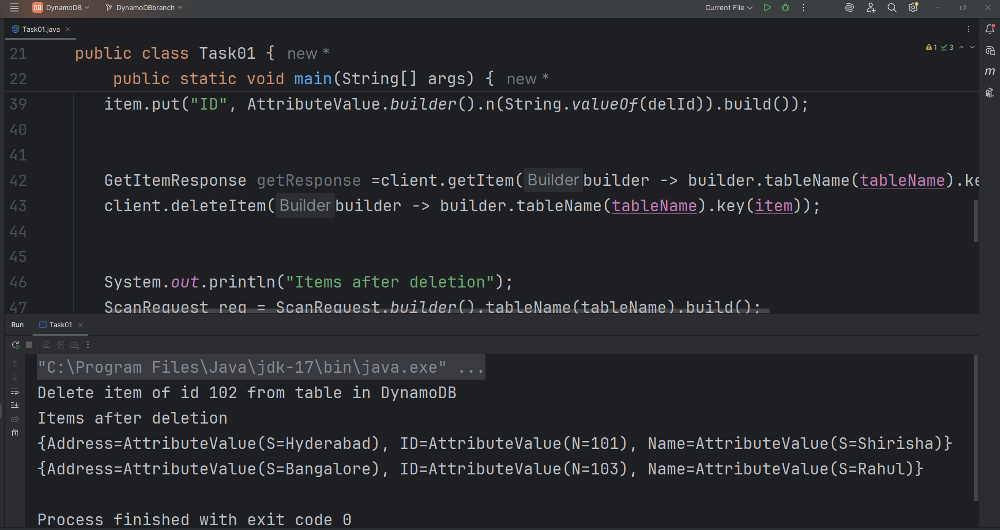 DD DynamoDB DynamoDBbranch Current File
Task01.java
21 public class Task01 { new *
22 public static void main(String[] args) { new *
1 3
39 item.put("ID", AttributeValue.builder().n(String.valueOf(delId)).build());
40
41
42 GetItemResponse getResponse =client.getItem( Builder builder -> builder.tableName(tableName).ke
43 client.deleteItem( Builder builder -> builder.tableName(tableName).key(item));
44
45
46 System.out.println("Items after deletion");
47 ScanRequest req = ScanRequest.builder().tableName(tableName).build();
m
Run Task01
"C:\Program Files\Java\jdk-17\bin\java.exe" ...
Delete item of id 102 from table in DynamoDB
Items after deletion
{Address=AttributeValue(S=Hyderabad), ID=AttributeValue(N=101), Name=AttributeValue(S=Shirisha)}
{Address=AttributeValue(S=Bangalore), ID=AttributeValue(N=103), Name=AttributeValue(S=Rahul)}
Process finished with exit code 0